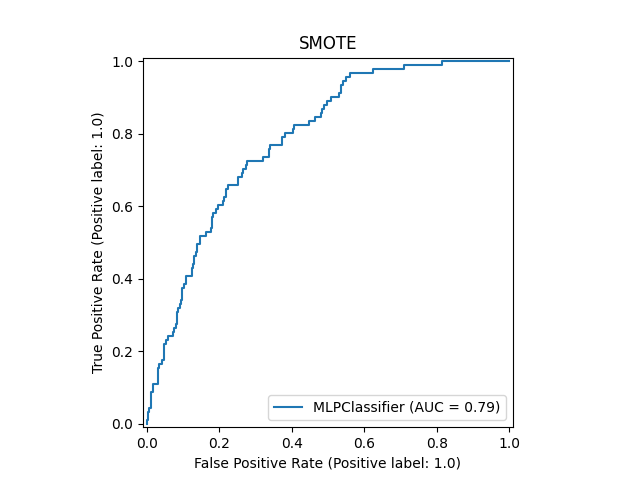 SMOTE
1.0
0.8
0.6
0.4
0.2
0.0
True Positive Rate (Positive label: 1.0)
MLPClassifier (AUC = 0.79)
0.0 0.2 0.4 0.6 0.8 1.0
False Positive Rate (Positive label: 1.0)